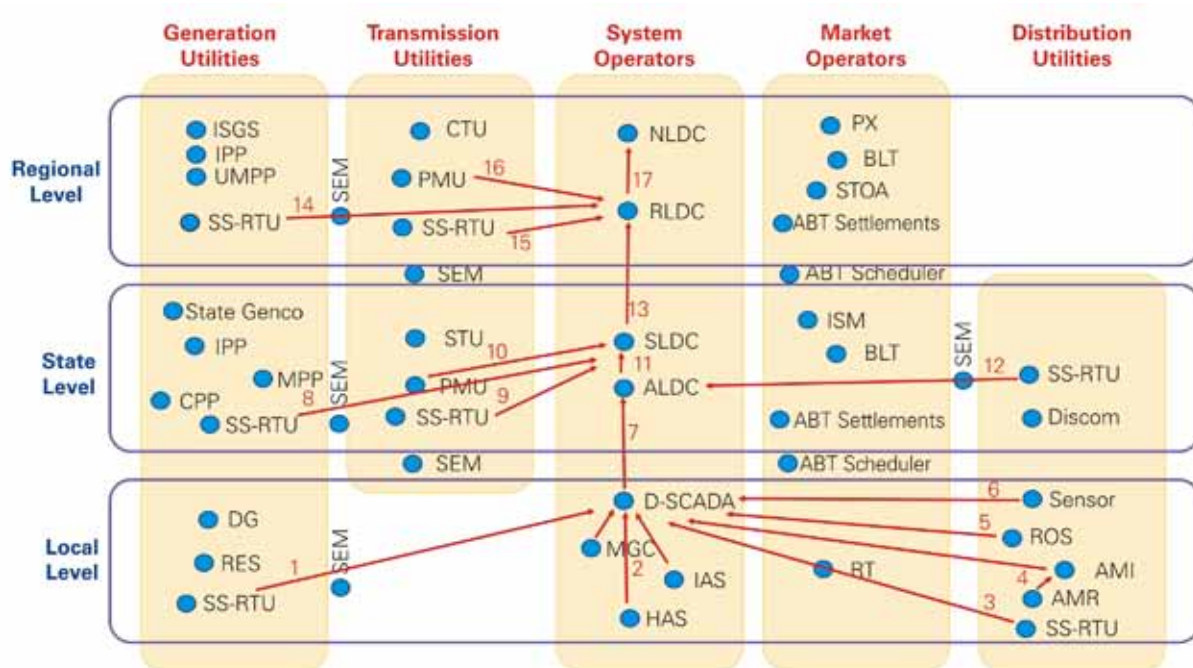 Generation
Utilities
Transmission
Utilities
System
Operators
Market
Operators
Distribution
Utilities
Regional
Level
ISGS
IPP
UMPP
SS-RTU
14
SEM
CTU
PMU
16
SS-RTU
15
SEM
NLDC
17
RLDC
13
PX
BLT
STOA
ABT Settlements
ABT Scheduler
State
Level
State Genco
IPP
MPP
CPP
8
SS-RTU
SEM
STU
10
PMU
9
SS-RTU
SEM
SLDC
11
ALDC
7
ISM
BLT
ABT Settlements
ABT Scheduler
SEM
12
SS-RTU
Discom
Local
Level
DG
RES
1
SS-RTU
SEM
D-SCADA
MGC
2
IAS
HAS
RT
6
Sensor
5
ROS
AMI
4
AMR
3
SS-RTU